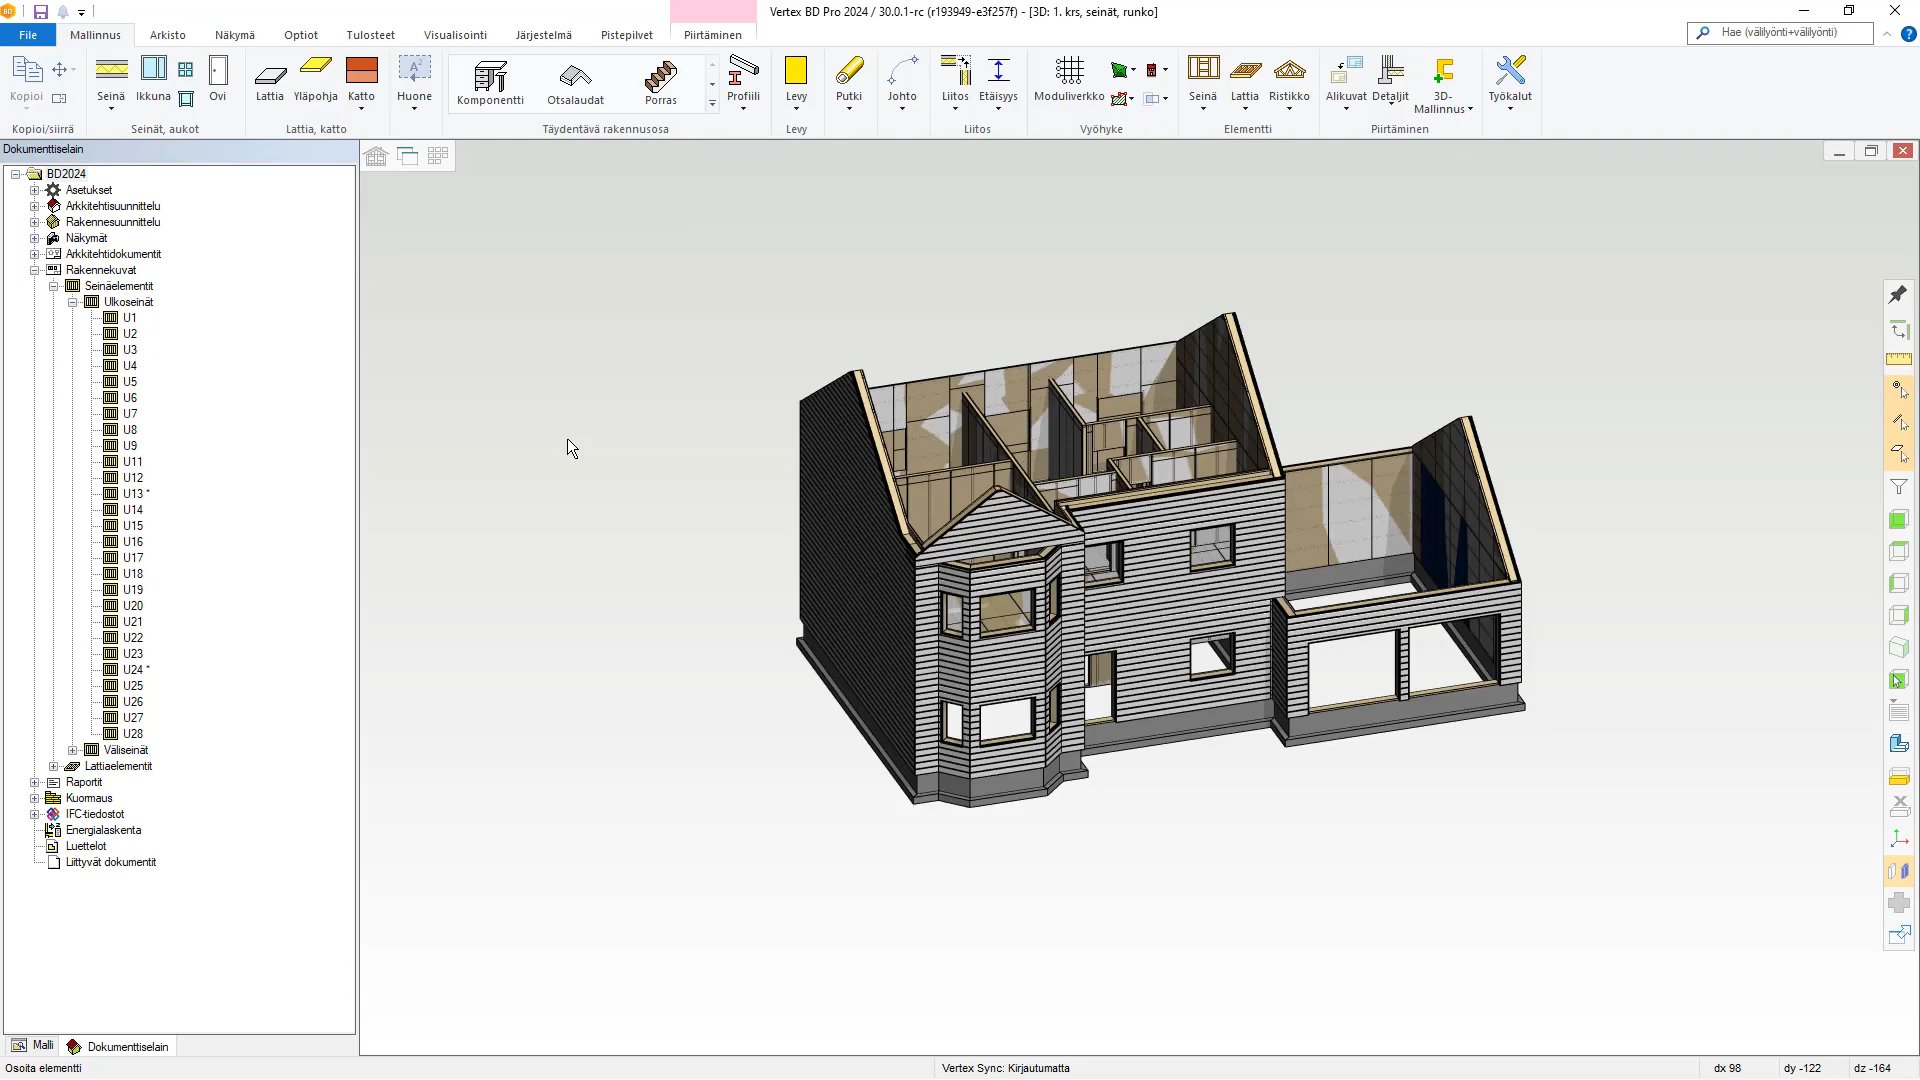 Vertex BD Pro 2024 / 30.0.1-rc (r193949-e3f257f) - [3D: 1. krs, seinät, runko]
File Mallinnus Arkisto Näkymä Optiot Tulosteet Visualisointi Järjestelmä Pistepilvet Piirtäminen
Hae (välilyönti+välilyönti)
Kopioi Seinä Ikkuna Ovi Lattia Yläpohja Katto Huone Komponentti Otsalaudat Porras Profiili Levy Putki Johto Liitos Etäisyys Moduliverkko Seinä Lattia Ristikko Alikuvat Detaljit 3D-Mallinnus Työkalut
Kopioi/siirrä Seinät, aukot Lattia, katto Täydentävä rakennusosa Levy Liitos Vyöhyke Elementti Piirtäminen
Dokumenttiselain
BD2024
Asetukset
Arkkitehtisuunnittelu
Rakennesuunnittelu
Näkymät
Arkkitehtidokumentit
Rakennekuvat
Seinäelementit
Ulkoseinät
U1
U2
U3
U4
U5
U6
U7
U8
U9
U11
U12
U13 *
U14
U15
U16
U17
U18
U19
U20
U21
U22
U23
U24 *
U25
U26
U27
U28
Väliseinät
Lattiaelementit
Raportit
Kuormaus
IFC-tiedostot
Energialaskenta
Luettelot
Liittyvät dokumentit
Malli Dokumenttiselain
Osoita elementti Vertex Sync: Kirjautumatta dx 98 dy -122 dz -164